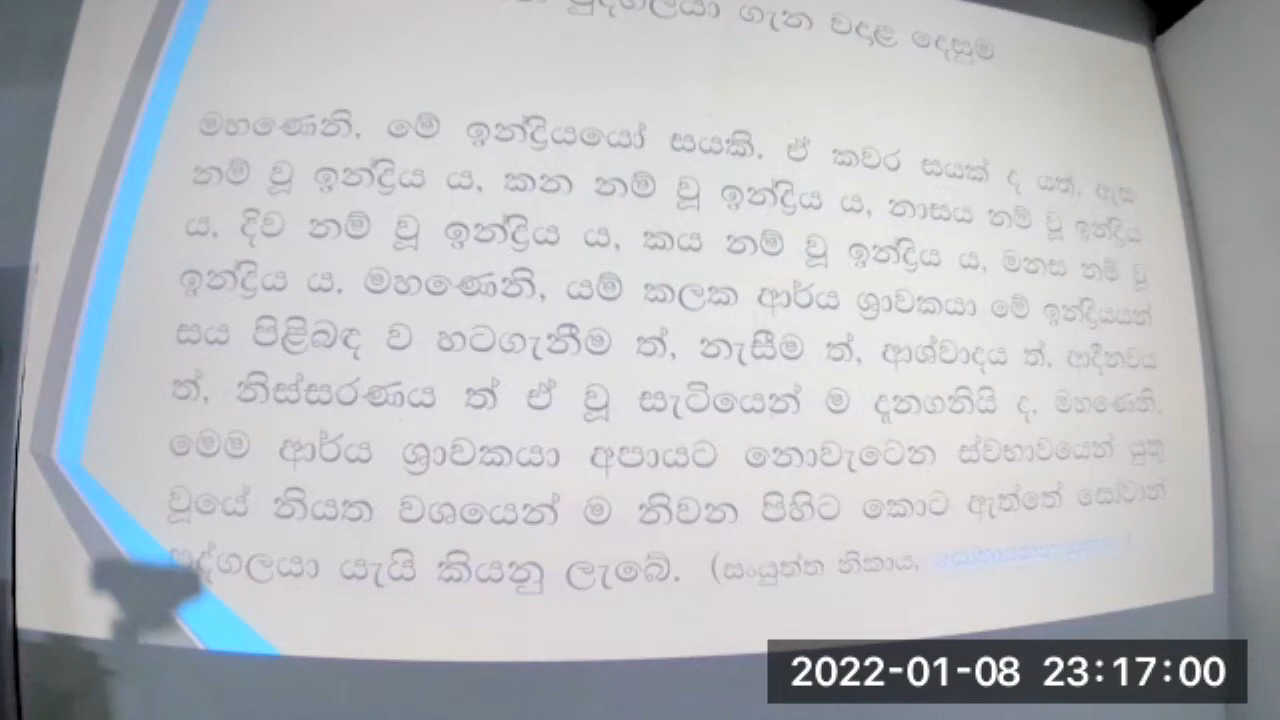 පුද්ගලයා ගැන වදාළ දෙසුම
මහණෙනි, මේ ඉන්ද්‍රියයෝ සයකි. ඒ කවර සයක් ද යත්, ඇස
නම් වූ ඉන්ද්‍රිය ය, කන නම් වූ ඉන්ද්‍රිය ය, නාසය නම් වූ ඉන්ද්‍රිය
ය, දිව නම් වූ ඉන්ද්‍රිය ය, කය නම් වූ ඉන්ද්‍රිය ය, මනස නම් වූ
ඉන්ද්‍රිය ය. මහණෙනි, යම් කලක ආර්ය ශ්‍රාවකයා මේ ඉන්ද්‍රියයන්
සය පිළිබඳ ව හටගැනීම ත්, නැසීම ත්, ආශ්වාදය ත්, ආදීනවය
ත්, නිස්සරණය ත් ඒ වූ සැටියෙන් ම දැනගනියි ද, මහණෙනි,
මෙම ආර්ය ශ්‍රාවකයා අපායට නොවැටෙන ස්වභාවයෙන් යුතු
වූයේ නියත වශයෙන් ම නිවන පිහිට කොට ඇත්තේ සෝවාන්
පුද්ගලයා යැයි කියනු ලැබේ. (සංයුත්ත නිකාය,
2022-01-08 23:17:00